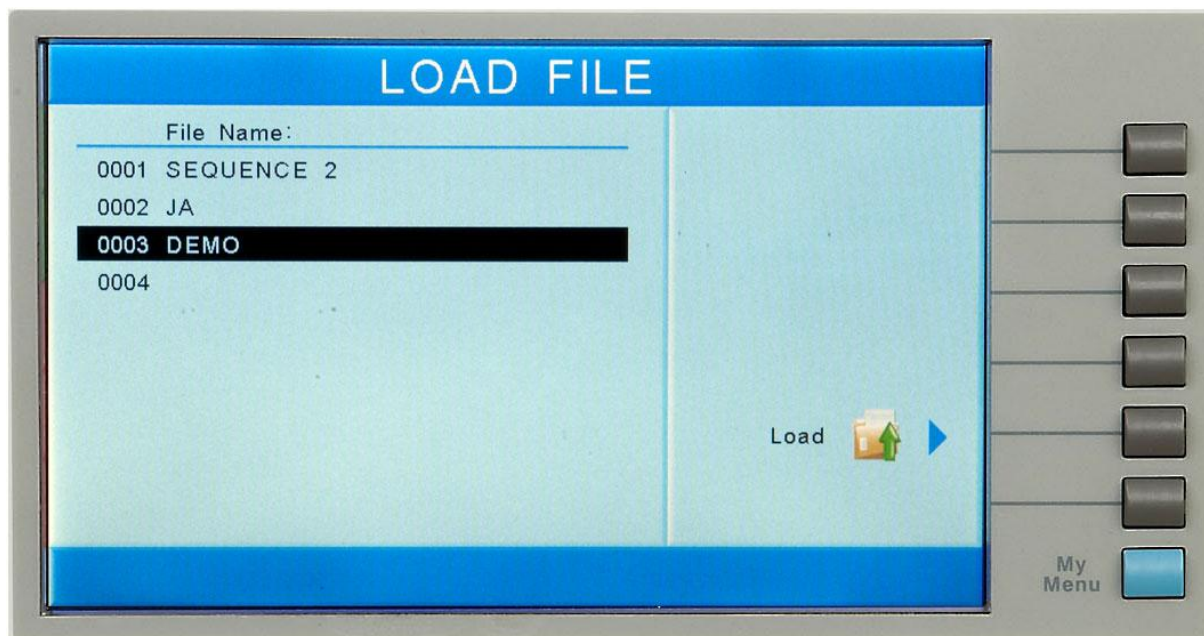 LOAD FILE
File Name:
0001 SEQUENCE 2
0002 JA
0003 DEMO
0004
Load
My
Menu